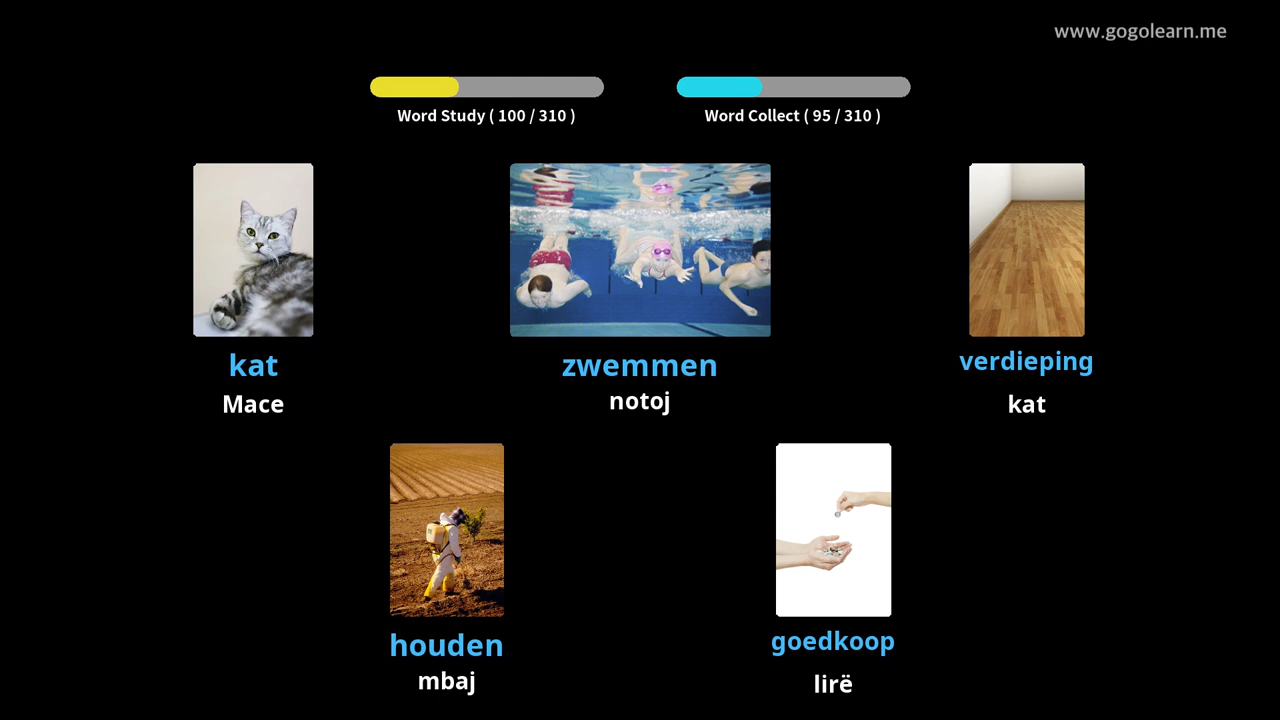 www.gogolearn.me
Word Study ( 100 / 310 )
Word Collect ( 95 / 310 )
kat
Mace
zwemmen
notoj
verdieping
kat
houden
mbaj
goedkoop
lirë